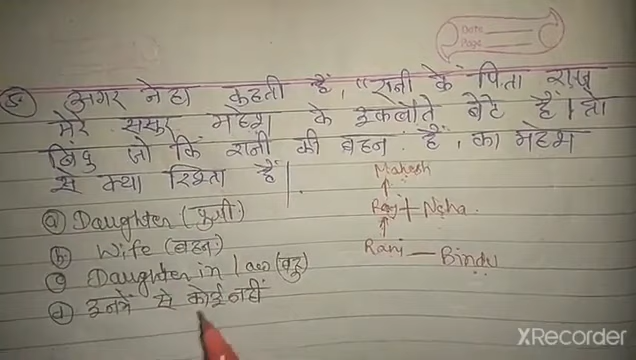 Date
Page
5. अगर नेहा कहती है, "रानी के पिता राजू
मेरे ससुर महेश के इकलौते बेटे हैं। तो
बिंदु जो कि रानी की बहन है, का महेश
से क्या रिश्ता है।
Mahesh
(a) Daughter (पुत्री)
Raj + Neha.
(b) Wife (बहन)
Rani — Bindu
(c) Daughter in law (बहु)
(d) इनमें से कोई नहीं
XRecorder